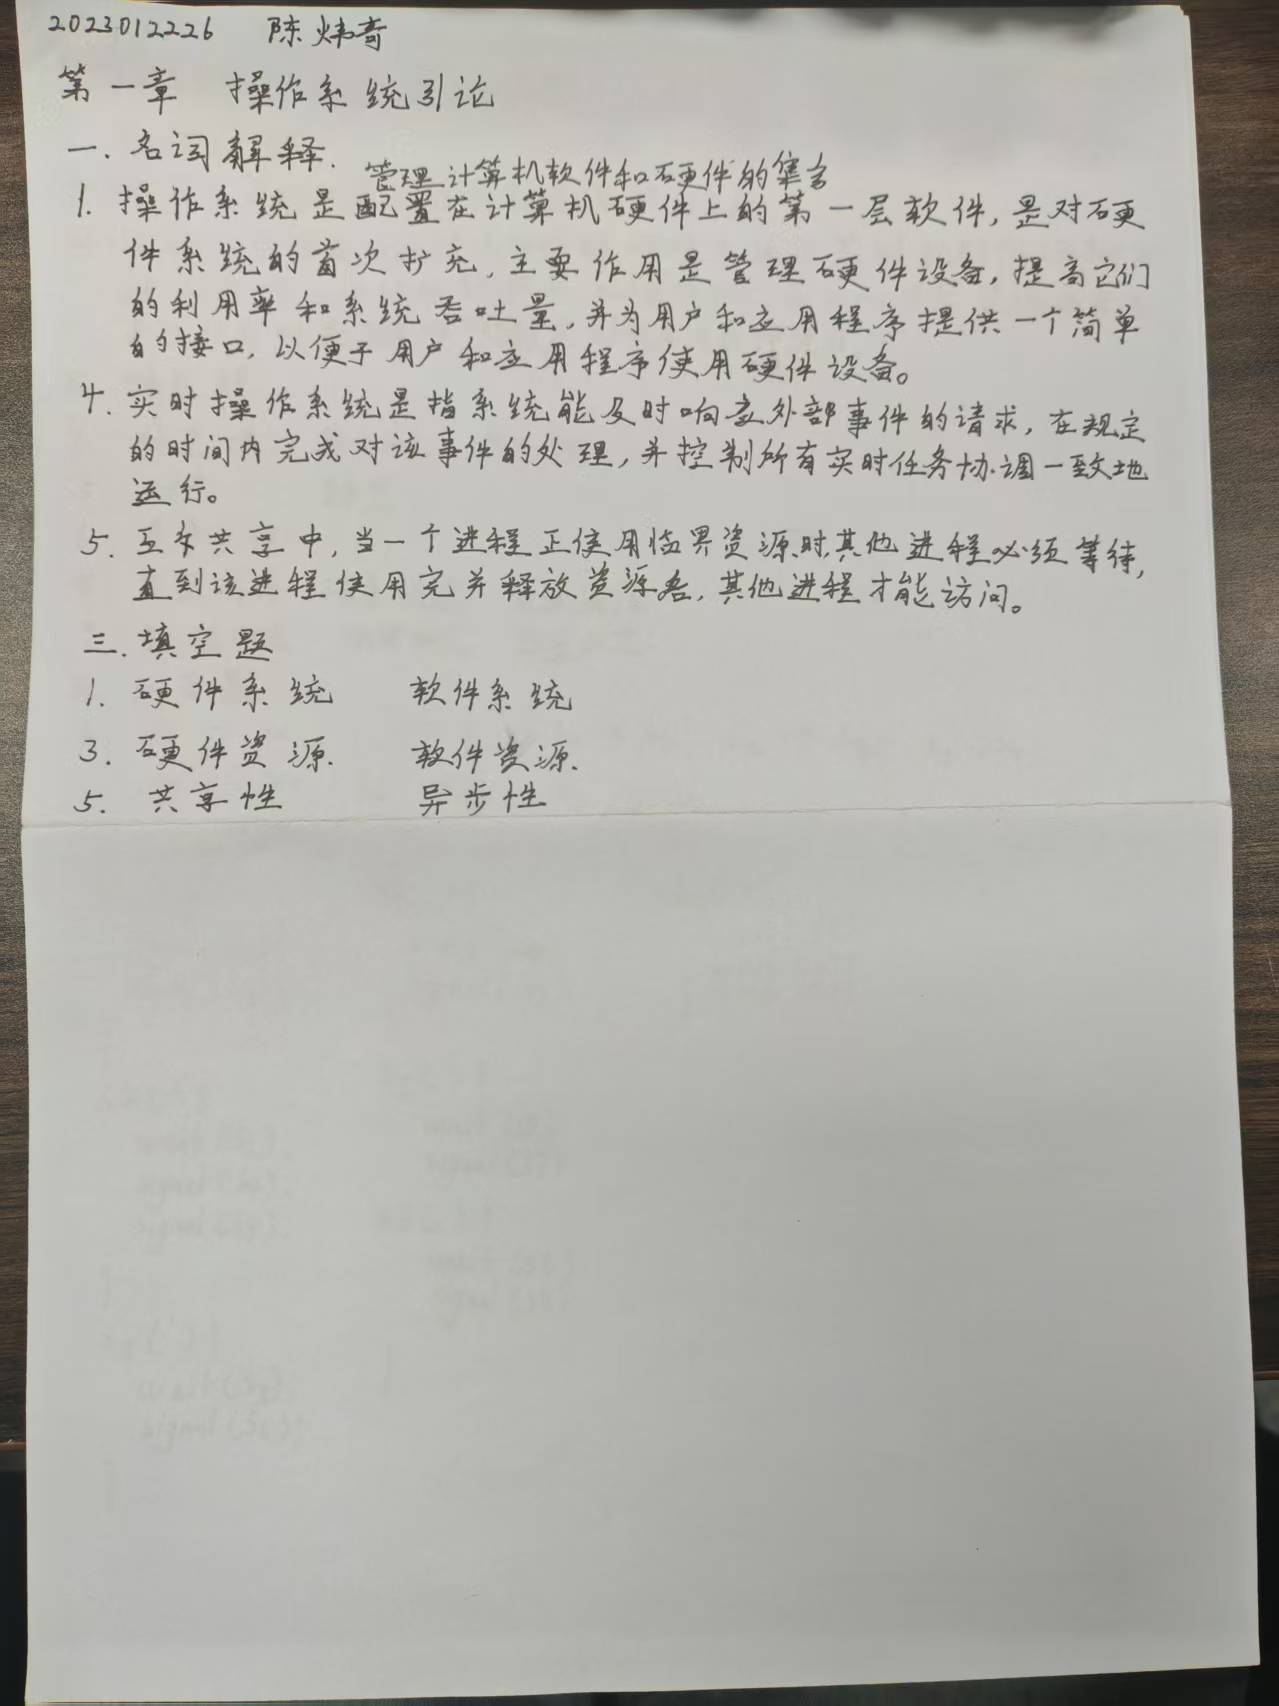 2023012226 陈炜奇
第一章 操作系统引论
一. 名词解释.
管理计算机软件和硬件的集合
1. 操作系统是配置在计算机硬件上的第一层软件, 是对硬
件系统的首次扩充, 主要作用是管理硬件设备, 提高它们
的利用率和系统吞吐量, 并为用户和应用程序提供一个简单
的接口, 以便于用户和应用程序使用硬件设备。
4. 实时操作系统是指系统能及时响应外部事件的请求, 在规定
的时间内完成对该事件的处理, 并控制所有实时任务协调一致地
运行。
5. 互斥共享中, 当一个进程正使用临界资源时,其他进程必须等待,
直到该进程使用完并释放资源后, 其他进程才能访问。
三. 填空题
1. 硬件系统 软件系统
3. 硬件资源. 软件资源.
5. 共享性 异步性